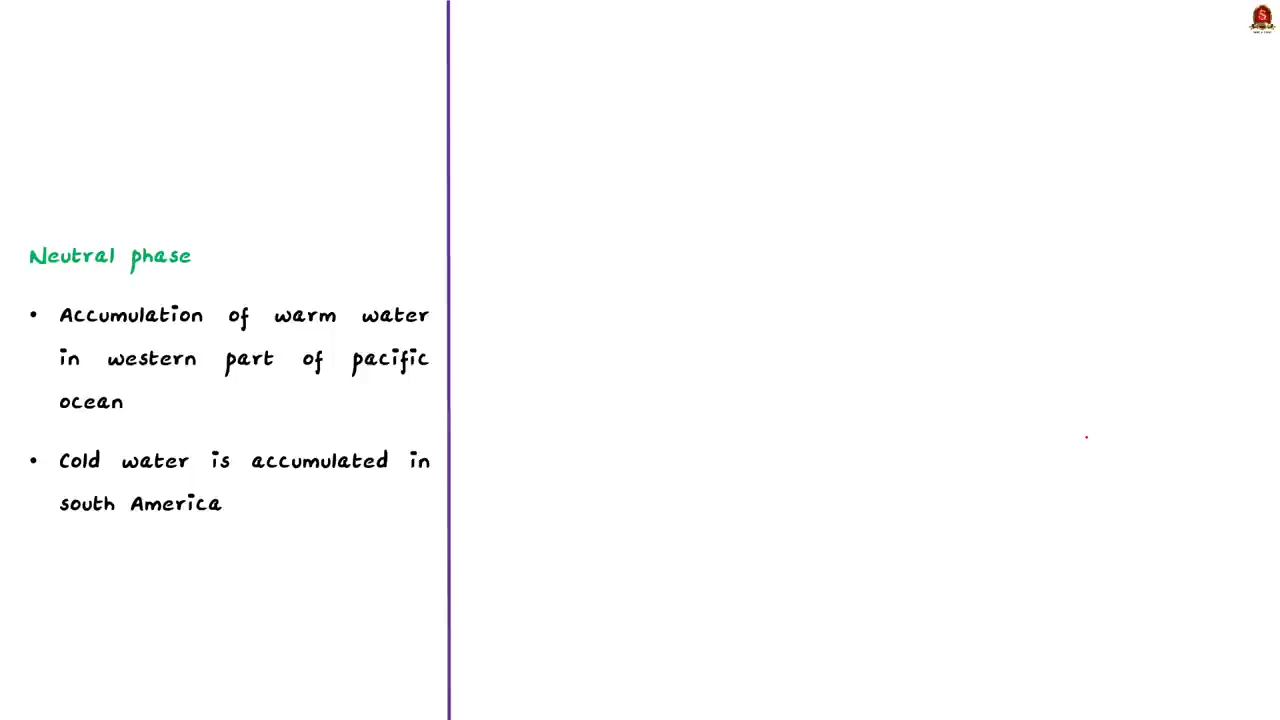 Neutral phase
• Accumulation of warm water
in western part of pacific
ocean
• Cold water is accumulated in
south America